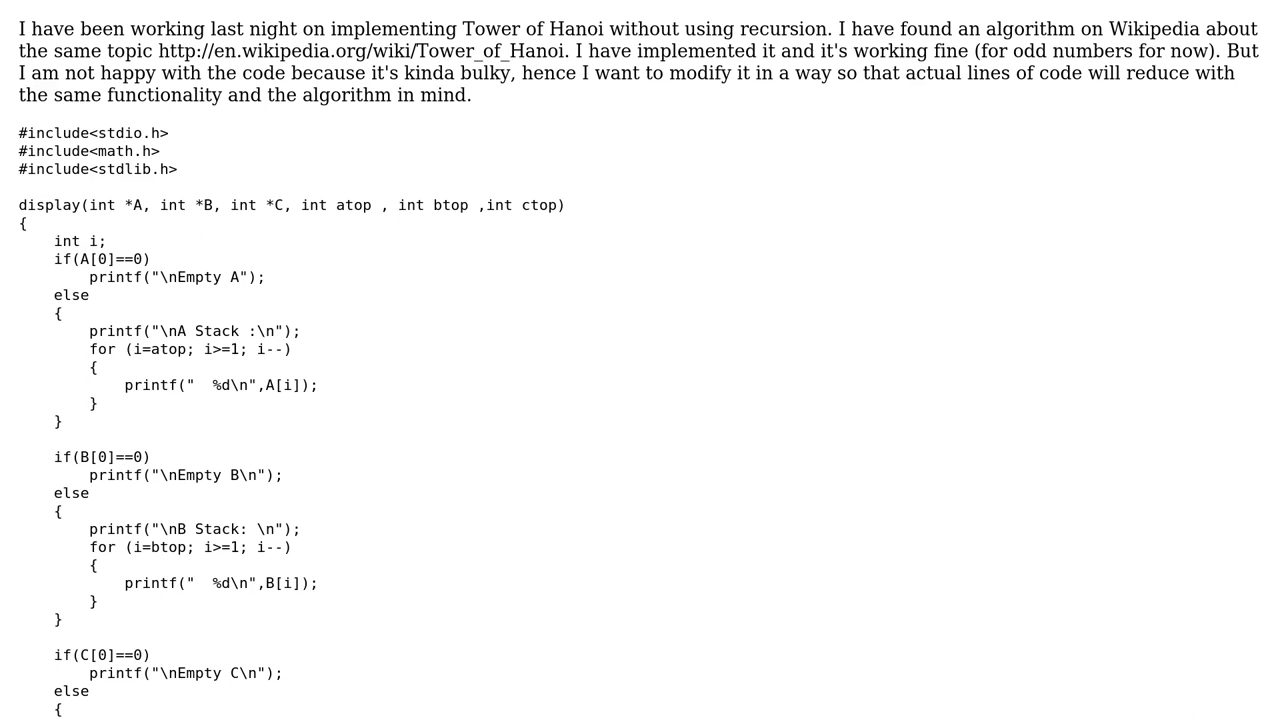 I have been working last night on implementing Tower of Hanoi without using recursion. I have found an algorithm on Wikipedia about
the same topic http://en.wikipedia.org/wiki/Tower_of_Hanoi. I have implemented it and it's working fine (for odd numbers for now). But
I am not happy with the code because it's kinda bulky, hence I want to modify it in a way so that actual lines of code will reduce with
the same functionality and the algorithm in mind.

#include<stdio.h>
#include<math.h>
#include<stdlib.h>

display(int *A, int *B, int *C, int atop , int btop ,int ctop)
{
    int i;
    if(A[0]==0)
        printf("\nEmpty A");
    else
    {
        printf("\nA Stack :\n");
        for (i=atop; i>=1; i--)
        {
            printf("  %d\n",A[i]);
        }
    }

    if(B[0]==0)
        printf("\nEmpty B\n");
    else
    {
        printf("\nB Stack: \n");
        for (i=btop; i>=1; i--)
        {
            printf("  %d\n",B[i]);
        }
    }

    if(C[0]==0)
        printf("\nEmpty C\n");
    else
    {